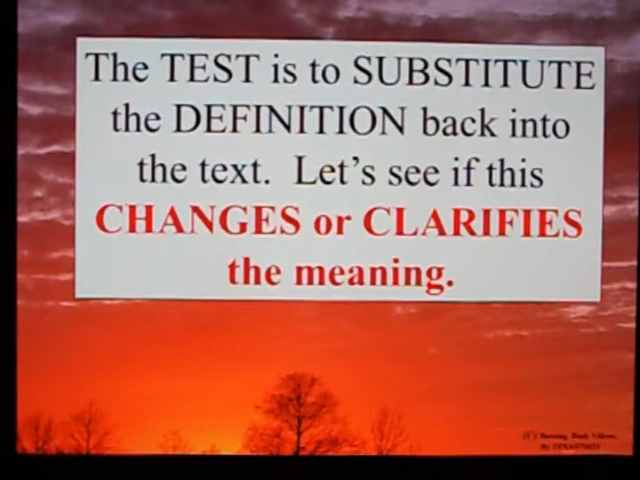 The TEST is to SUBSTITUTE
the DEFINITION back into
the text. Let's see if this
CHANGES or CLARIFIES
the meaning.